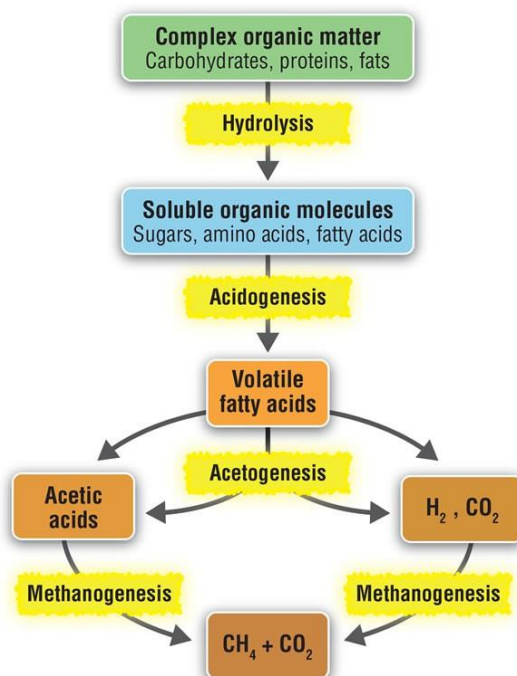 Complex organic matter
Carbohydrates, proteins, fats
Hydrolysis
Soluble organic molecules
Sugars, amino acids, fatty acids
Acidogenesis
Volatile
fatty acids
Acetogenesis
Acetic
acids
H₂ , CO₂
Methanogenesis
Methanogenesis
CH₄ + CO₂